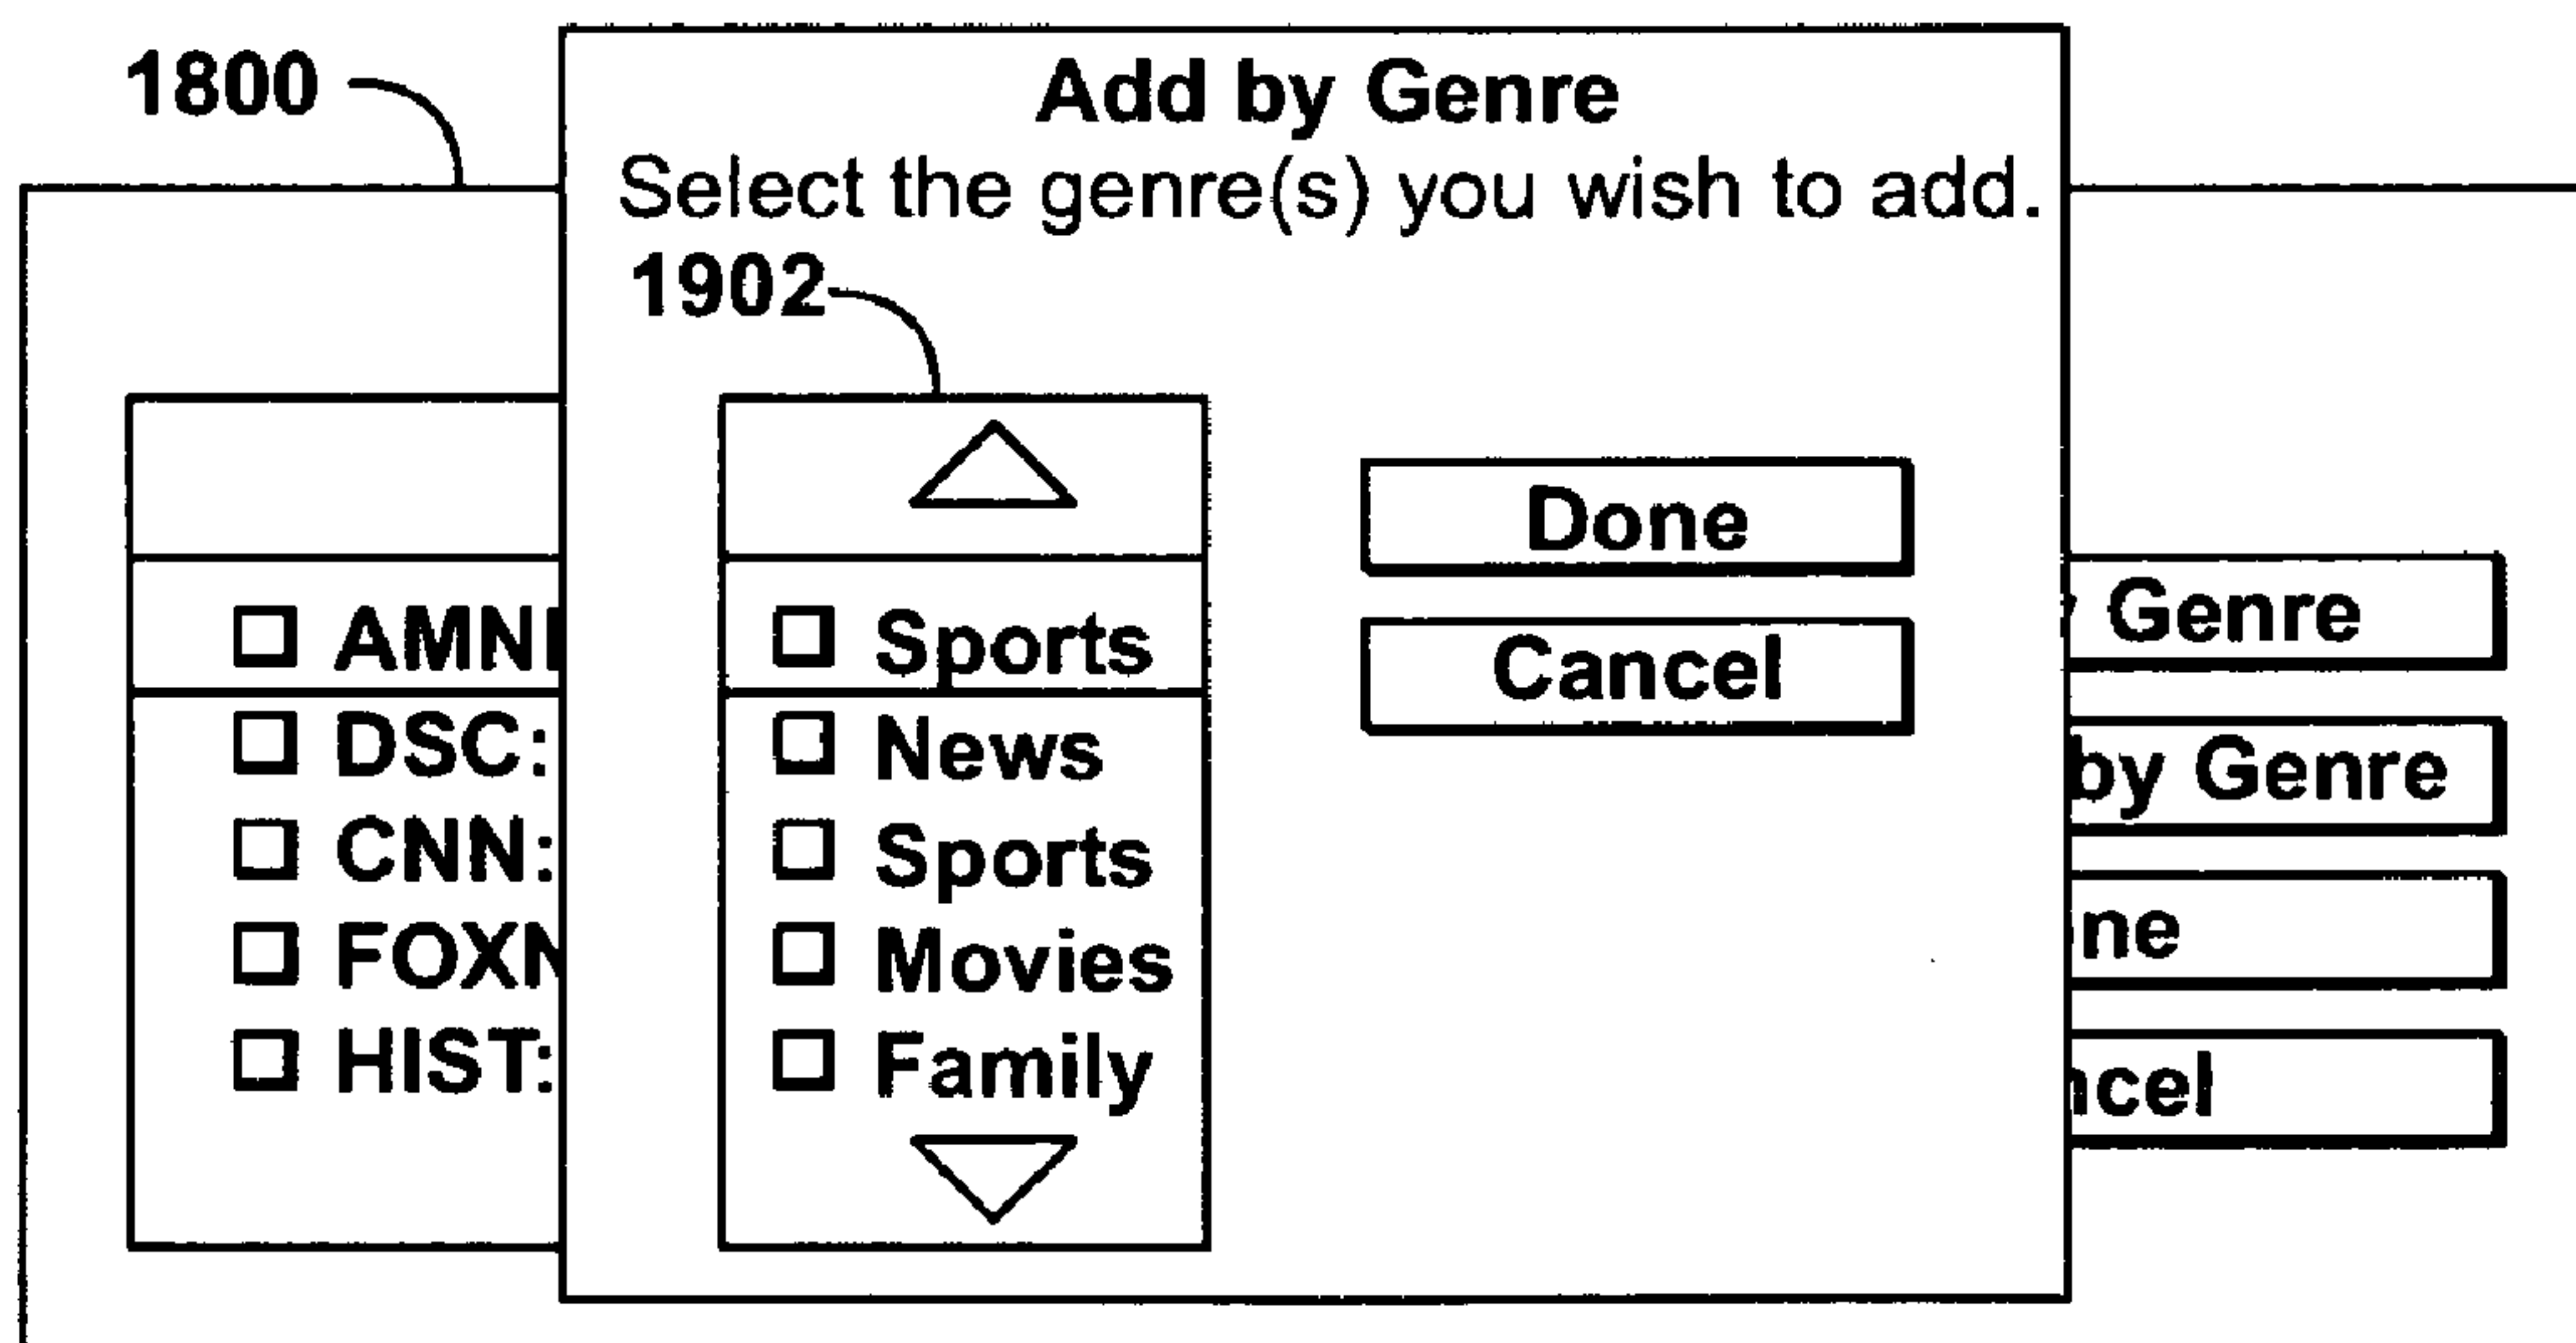 1800
Add by Genre
Select the genre(s) you wish to add.
1902
Done
Cancel
Sports
News
Sports
Movies
Family
AMN
DSC:
CNN:
FOXN
HIST:
Genre
by Genre
ne
cel